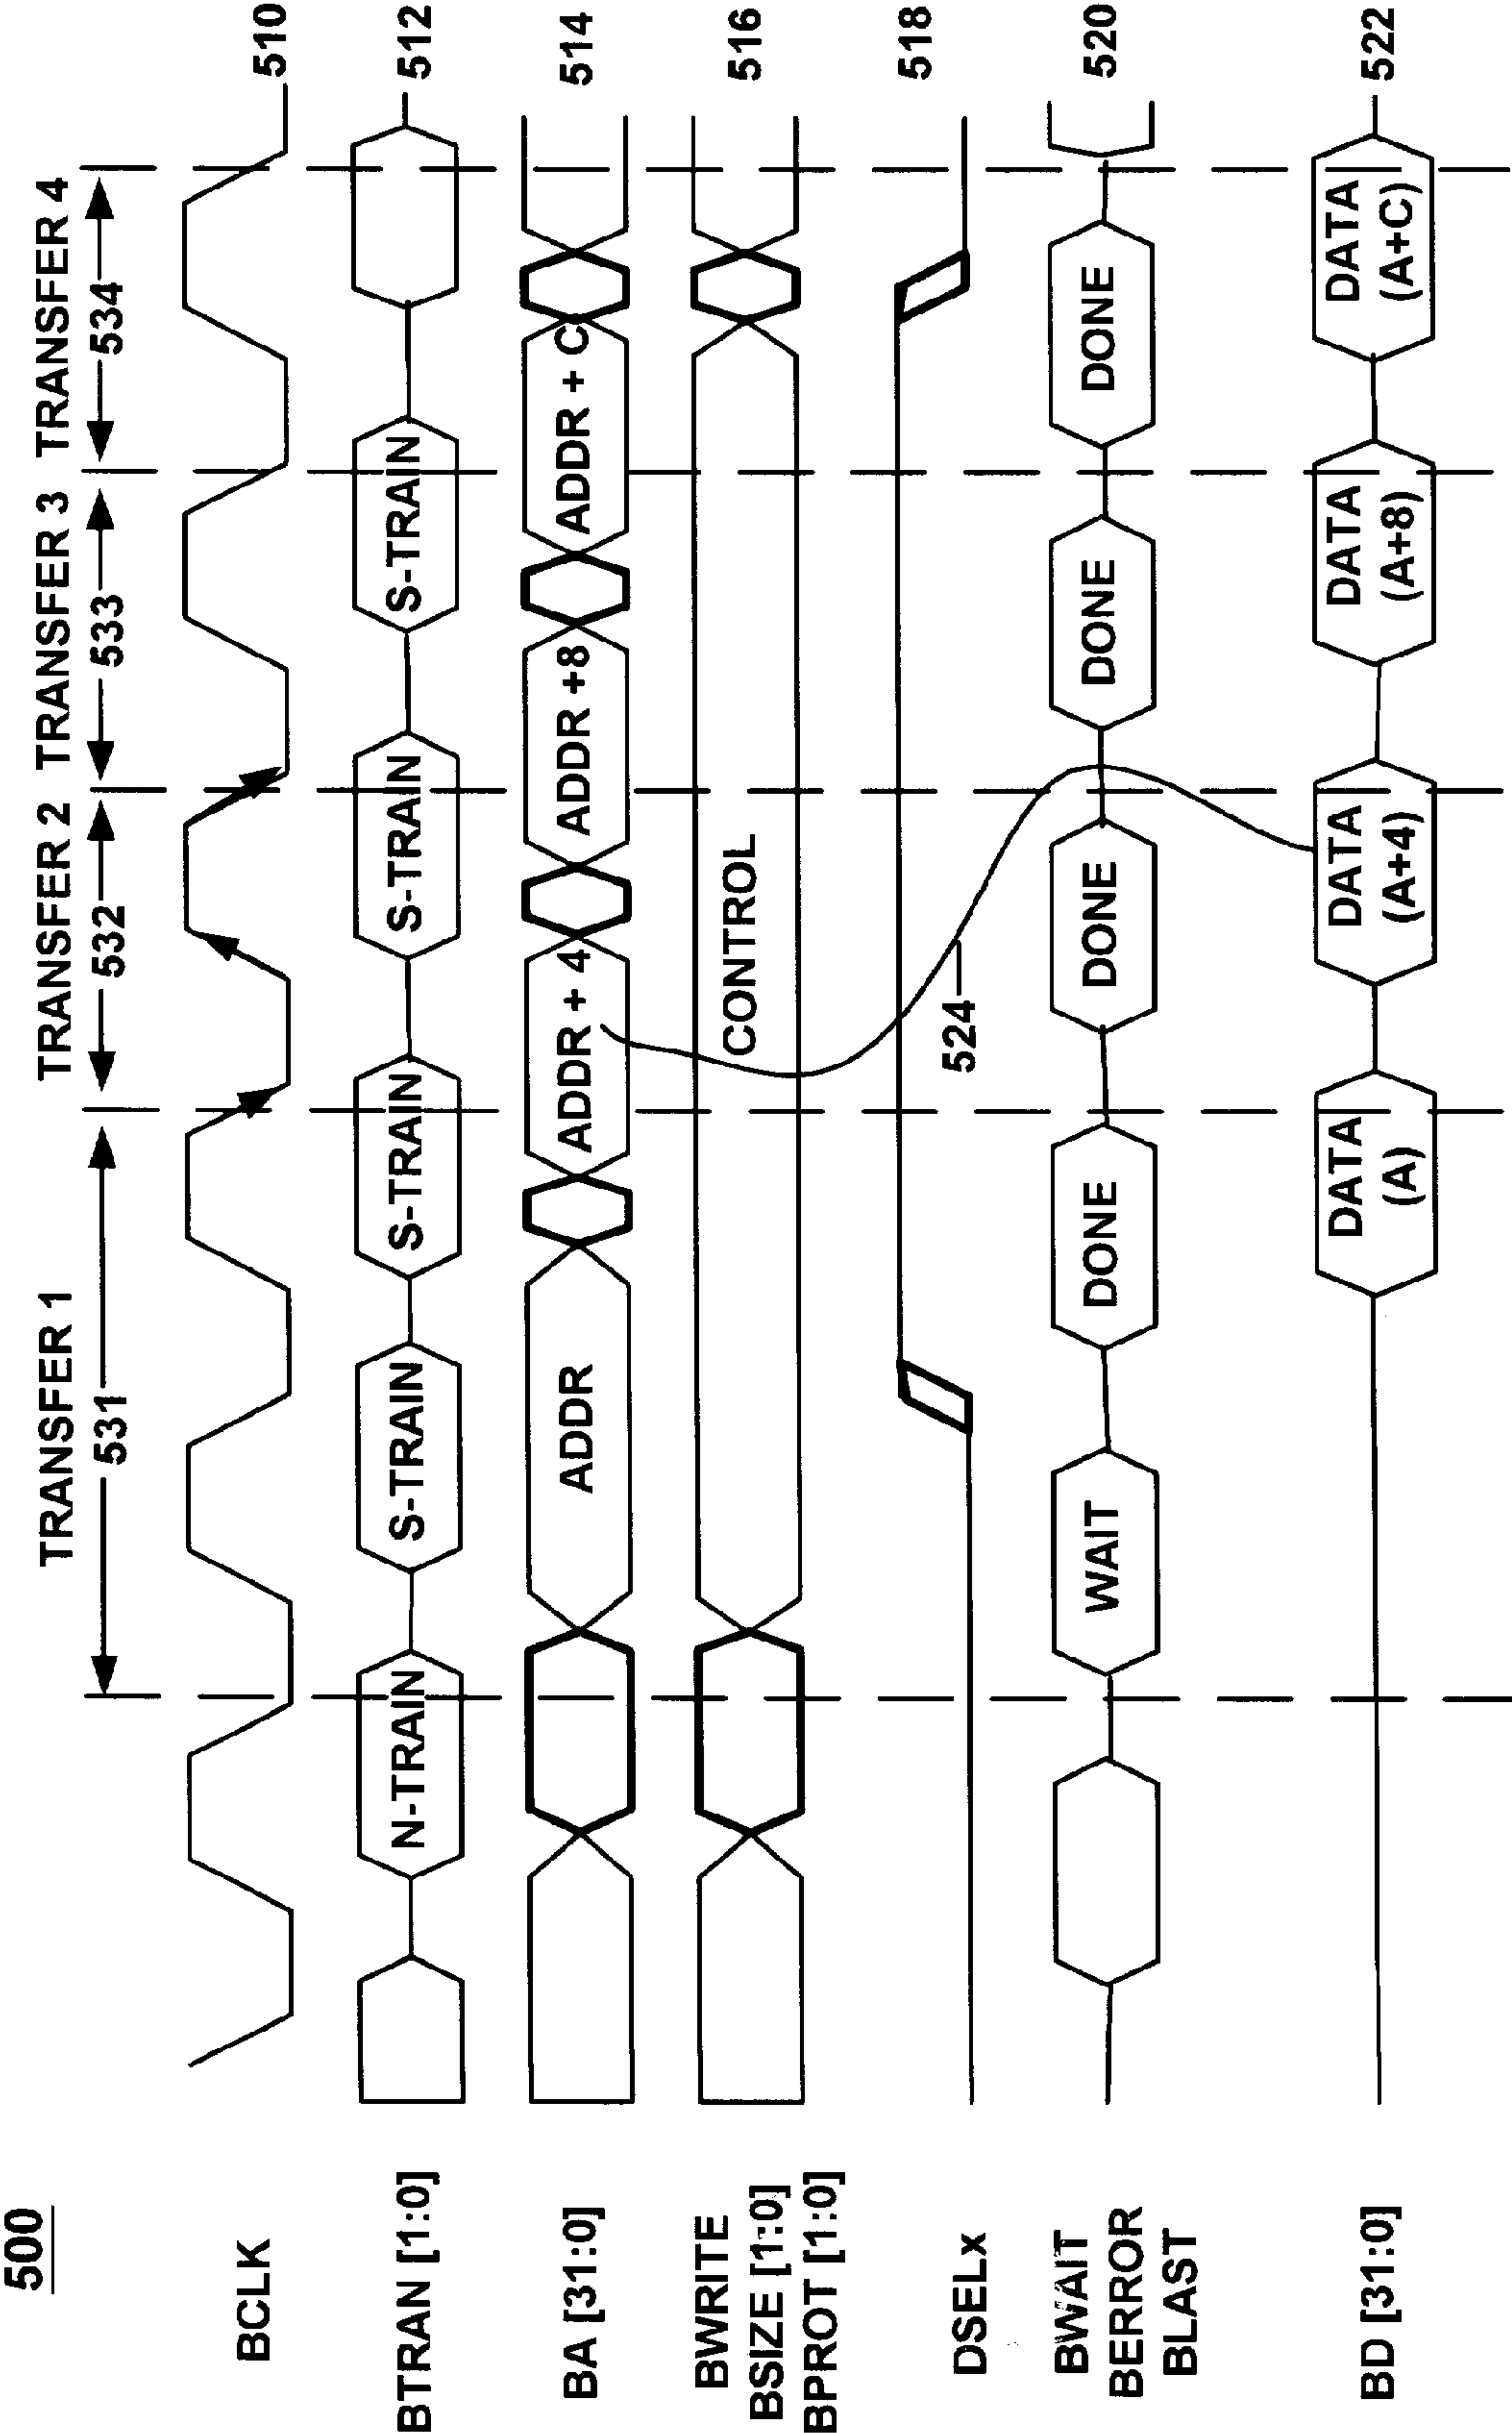 500
TRANSFER 1
TRANSFER 2
TRANSFER 3
TRANSFER 4
531
532
533
534
BCLK
510
BTRAN [1:0]
N-TRAIN
S-TRAIN
S-TRAIN
S-TRAIN
S-TRAIN
512
BA [31:0]
ADDR
ADDR + 4
ADDR +8
ADDR + C
514
BWRITE
BSIZE [1:0]
BPROT [1:0]
CONTROL
516
DSELx
518
524
BWAIT
BERROR
BLAST
WAIT
DONE
DONE
DONE
DONE
520
BD [31:0]
DATA
(A)
DATA
(A+4)
DATA
(A+8)
DATA
(A+C)
522